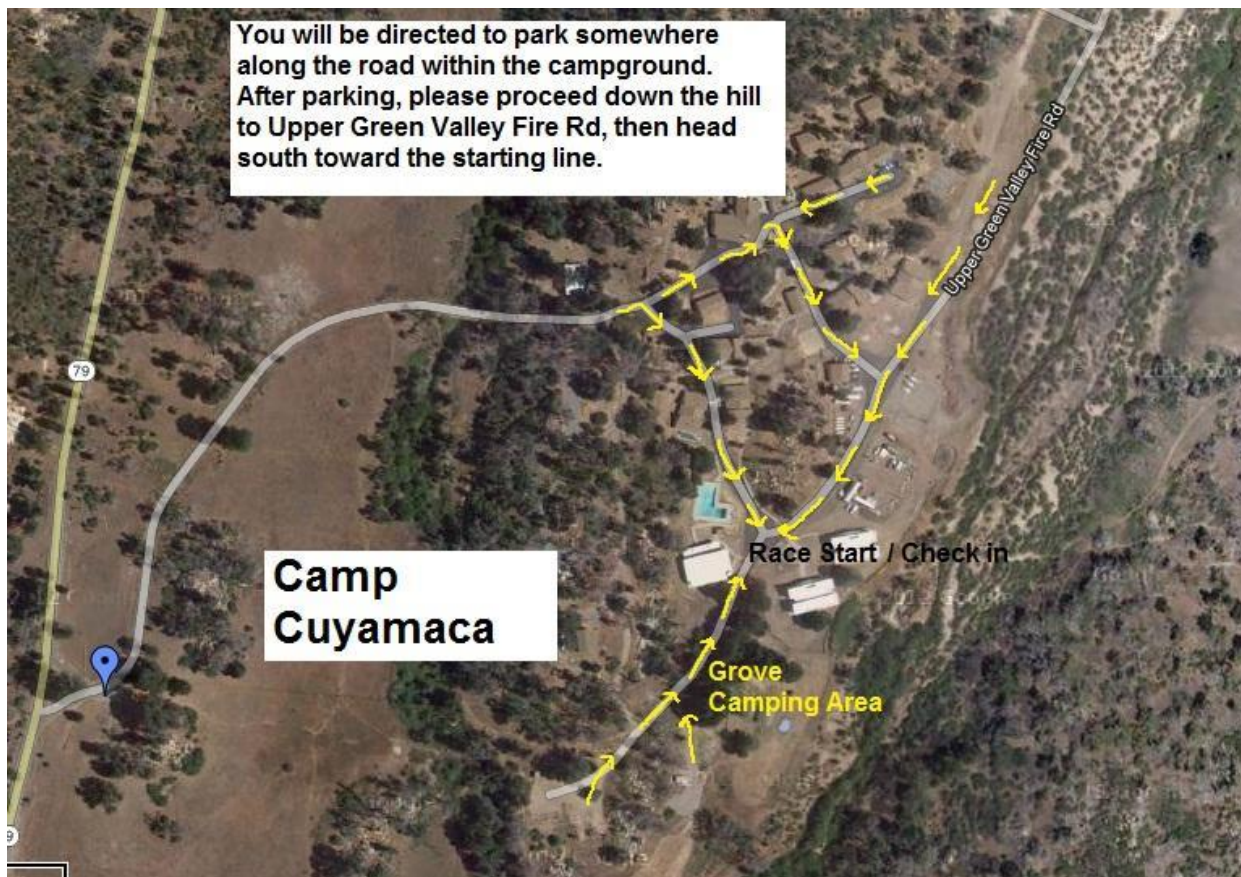 You will be directed to park somewhere
along the road within the campground.
After parking, please proceed down the hill
to Upper Green Valley Fire Rd, then head
south toward the starting line.
Upper Green Valley Fire Rd
79
Race Start / Check in
Camp
Cuyamaca
Grove
Camping Area
9